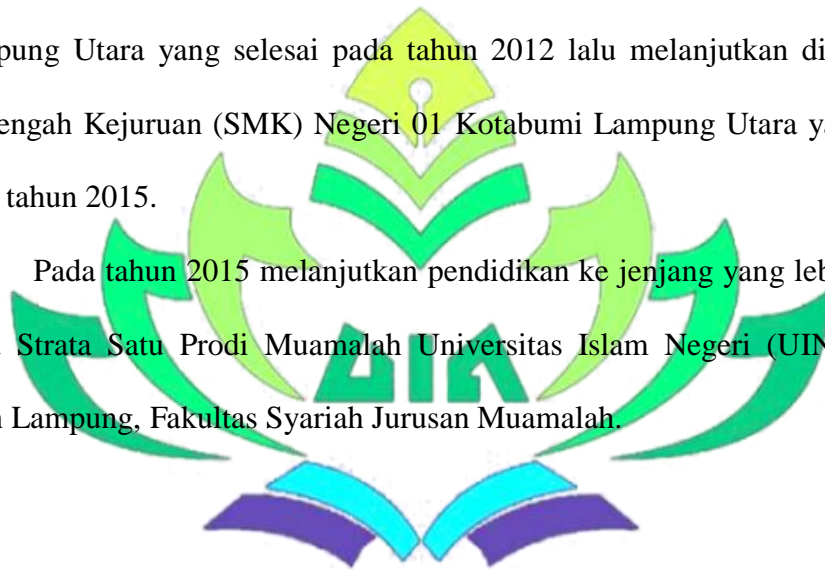 pung Utara yang selesai pada tahun 2012 lalu melanjutkan di
engah Kejuruan (SMK) Negeri 01 Kotabumi Lampung Utara ya
tahun 2015.
Pada tahun 2015 melanjutkan pendidikan ke jenjang yang leb
Strata Satu Prodi Muamalah Universitas Islam Negeri (UIN
n Lampung, Fakultas Syariah Jurusan Muamalah.